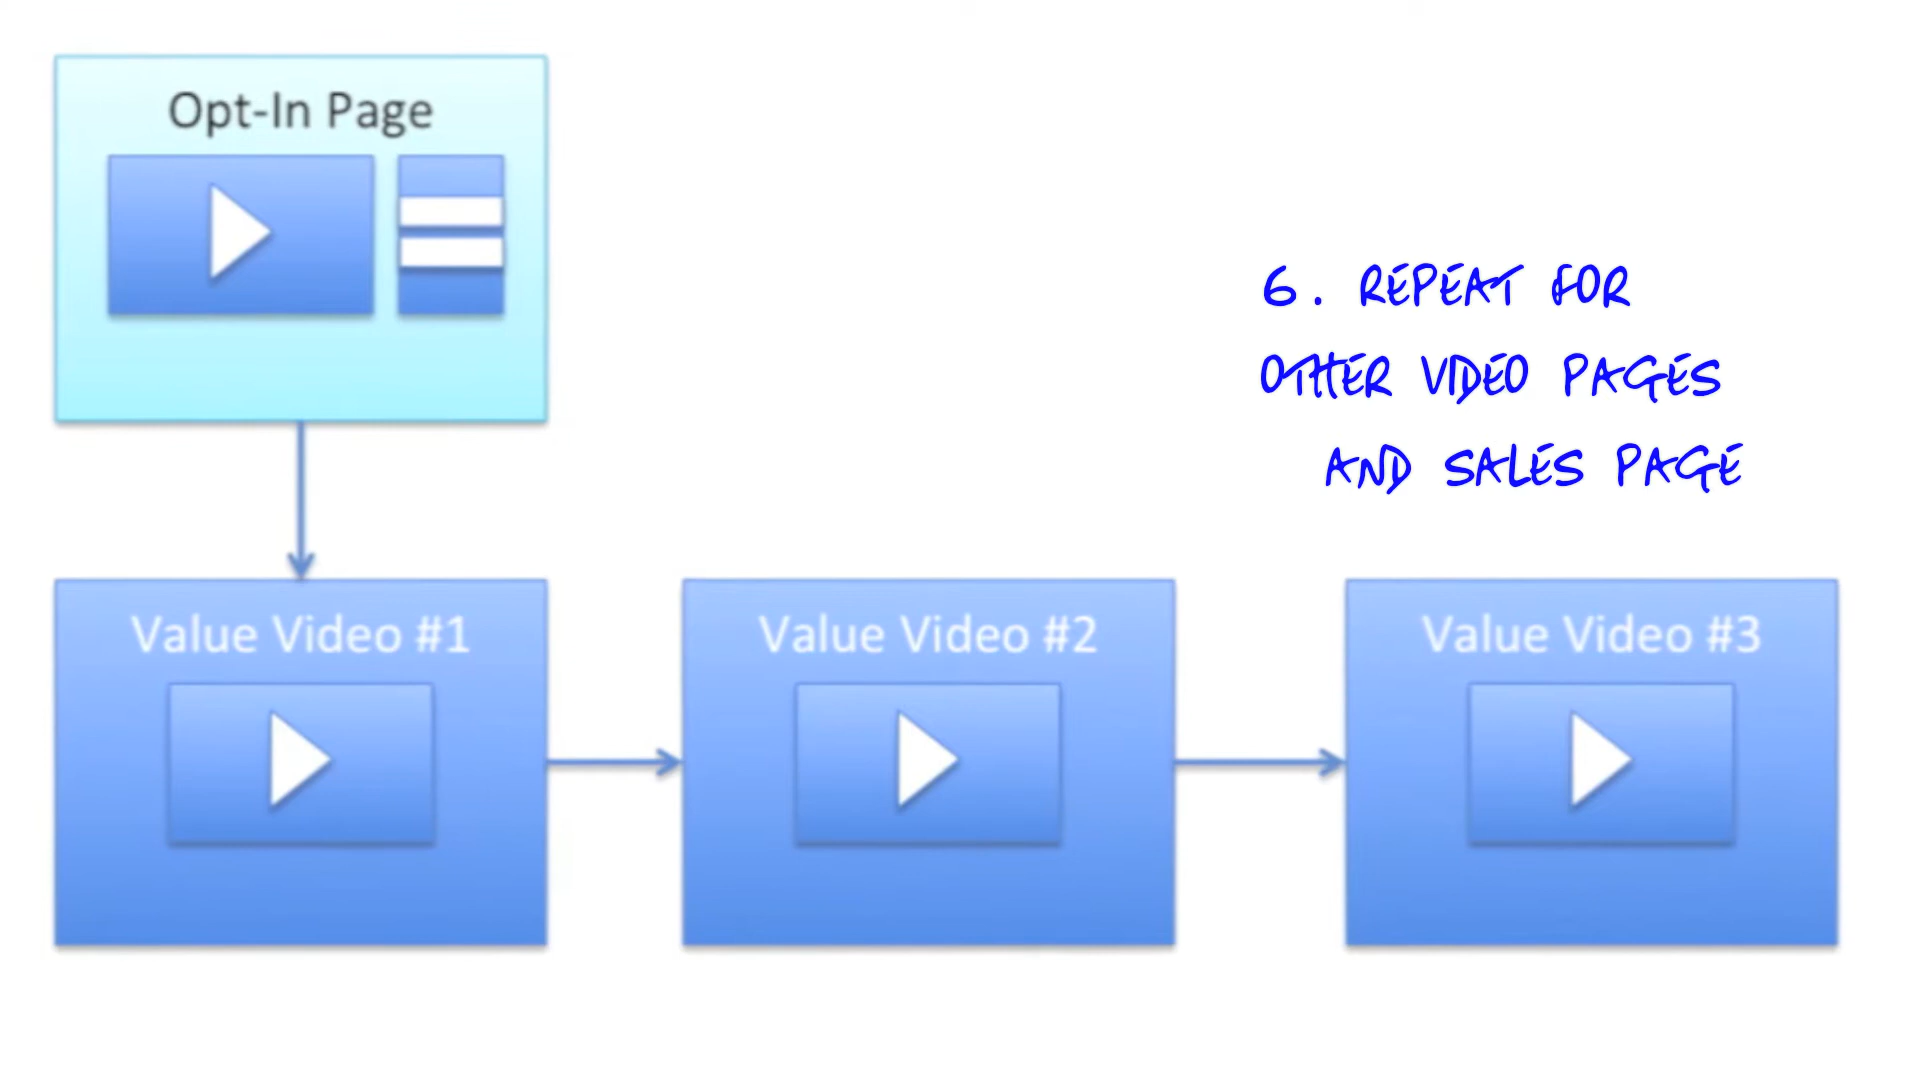 Opt-In Page
6. REPEAT FOR
OTHER VIDEO PAGES
AND SALES PAGE
Value Video #1
Value Video #2
Value Video #3